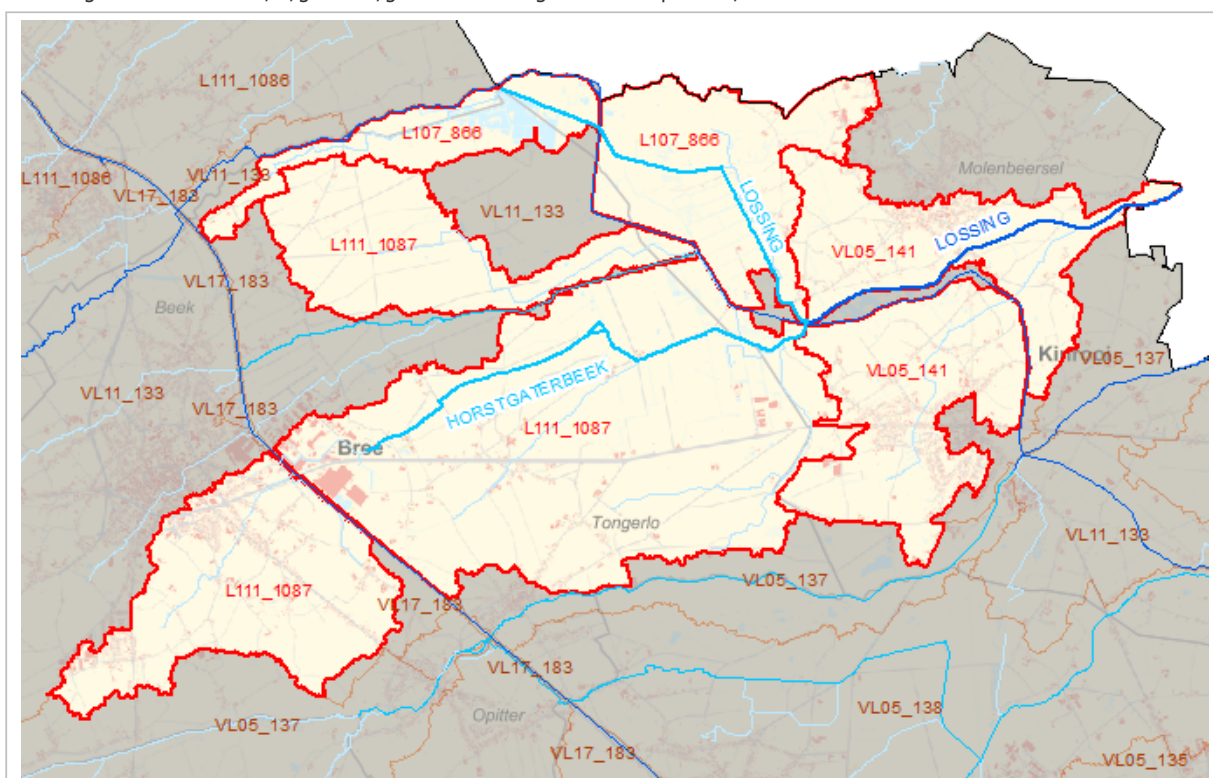 L111_1086
L107_866
L107_866
L111_1086
VL11_133
VL17_183
Molenbeersel
VL11_133
LOSSING
LOSSING
L111_1087
VL05_141
VL17_183
Beek
Kinrooi
VL05_137
VL05_141
VL11_133
VL17_183
HORSTGATERBEEK
L111_1087
Bree
Tongerlo
VL11_133
VL05_137
L111_1087
VL17_183
VL17_183
VL05_138
Opitter
VL05_137
VL17_183
VL05_135